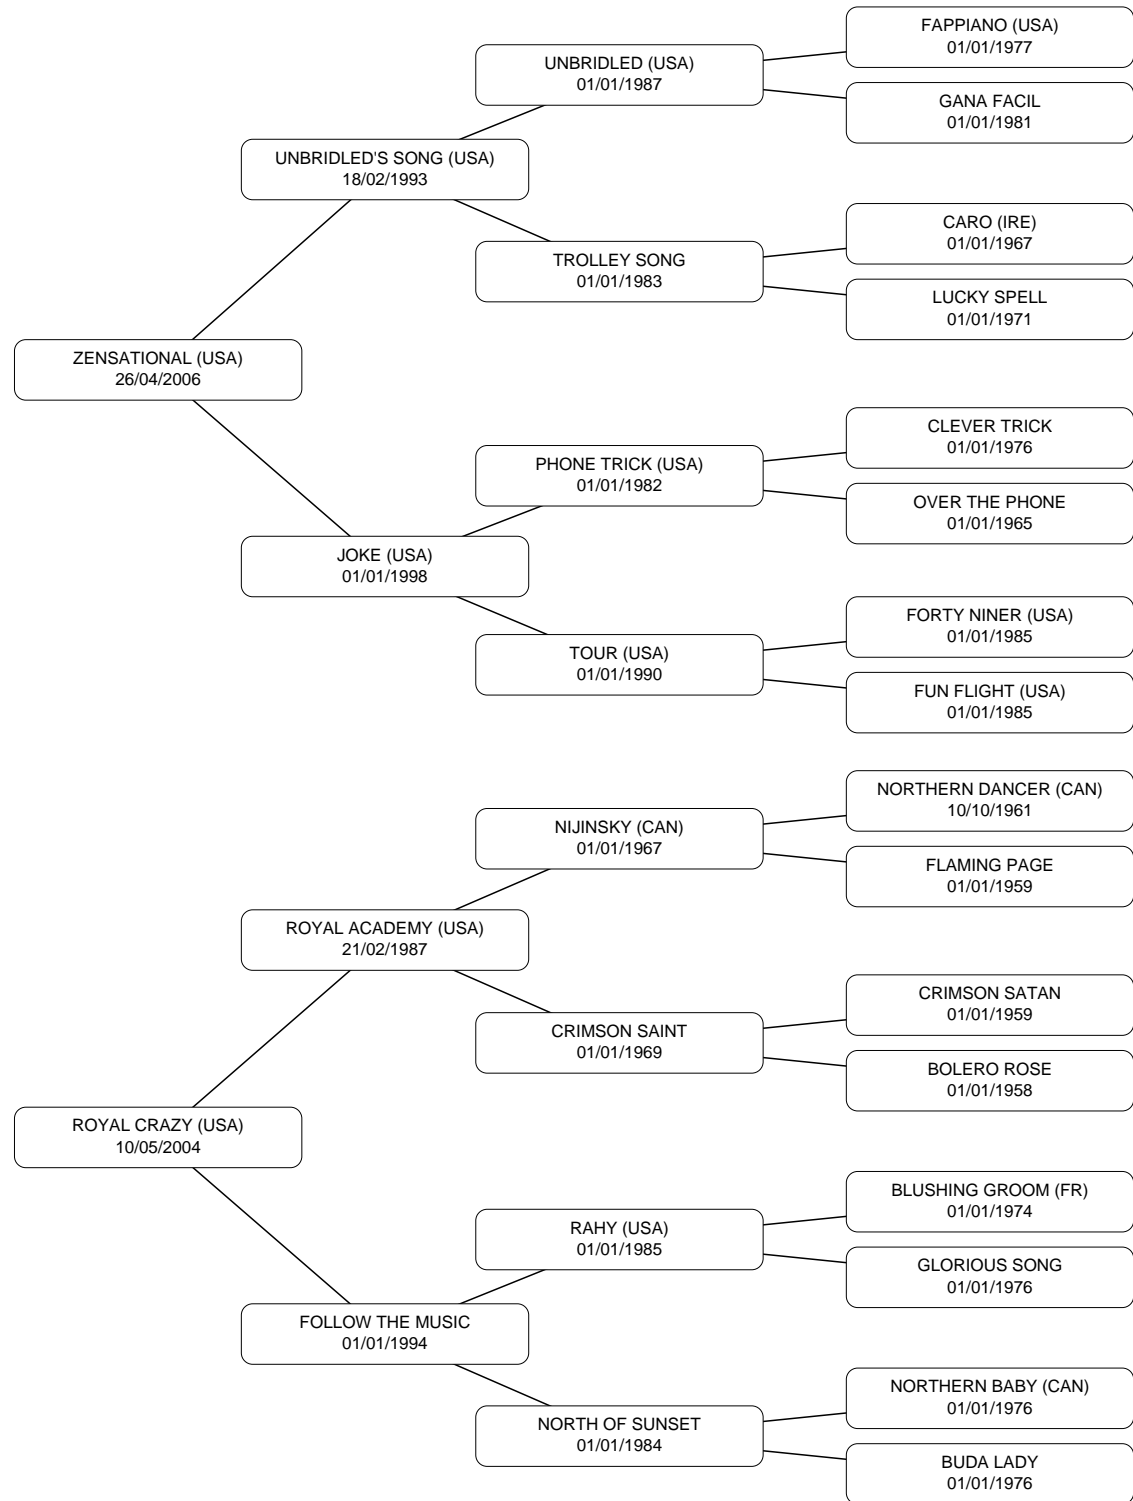 FAPPIANO (USA)
01/01/1977
UNBRIDLED (USA)
01/01/1987
GANA FACIL
01/01/1981
UNBRIDLED'S SONG (USA)
18/02/1993
CARO (IRE)
01/01/1967
TROLLEY SONG
01/01/1983
LUCKY SPELL
01/01/1971
ZENSATIONAL (USA)
26/04/2006
CLEVER TRICK
01/01/1976
PHONE TRICK (USA)
01/01/1982
OVER THE PHONE
01/01/1965
JOKE (USA)
01/01/1998
FORTY NINER (USA)
01/01/1985
TOUR (USA)
01/01/1990
FUN FLIGHT (USA)
01/01/1985
NORTHERN DANCER (CAN)
10/10/1961
NIJINSKY (CAN)
01/01/1967
FLAMING PAGE
01/01/1959
ROYAL ACADEMY (USA)
21/02/1987
CRIMSON SATAN
01/01/1959
CRIMSON SAINT
01/01/1969
BOLERO ROSE
01/01/1958
ROYAL CRAZY (USA)
10/05/2004
BLUSHING GROOM (FR)
01/01/1974
RAHY (USA)
01/01/1985
GLORIOUS SONG
01/01/1976
FOLLOW THE MUSIC
01/01/1994
NORTHERN BABY (CAN)
01/01/1976
NORTH OF SUNSET
01/01/1984
BUDA LADY
01/01/1976